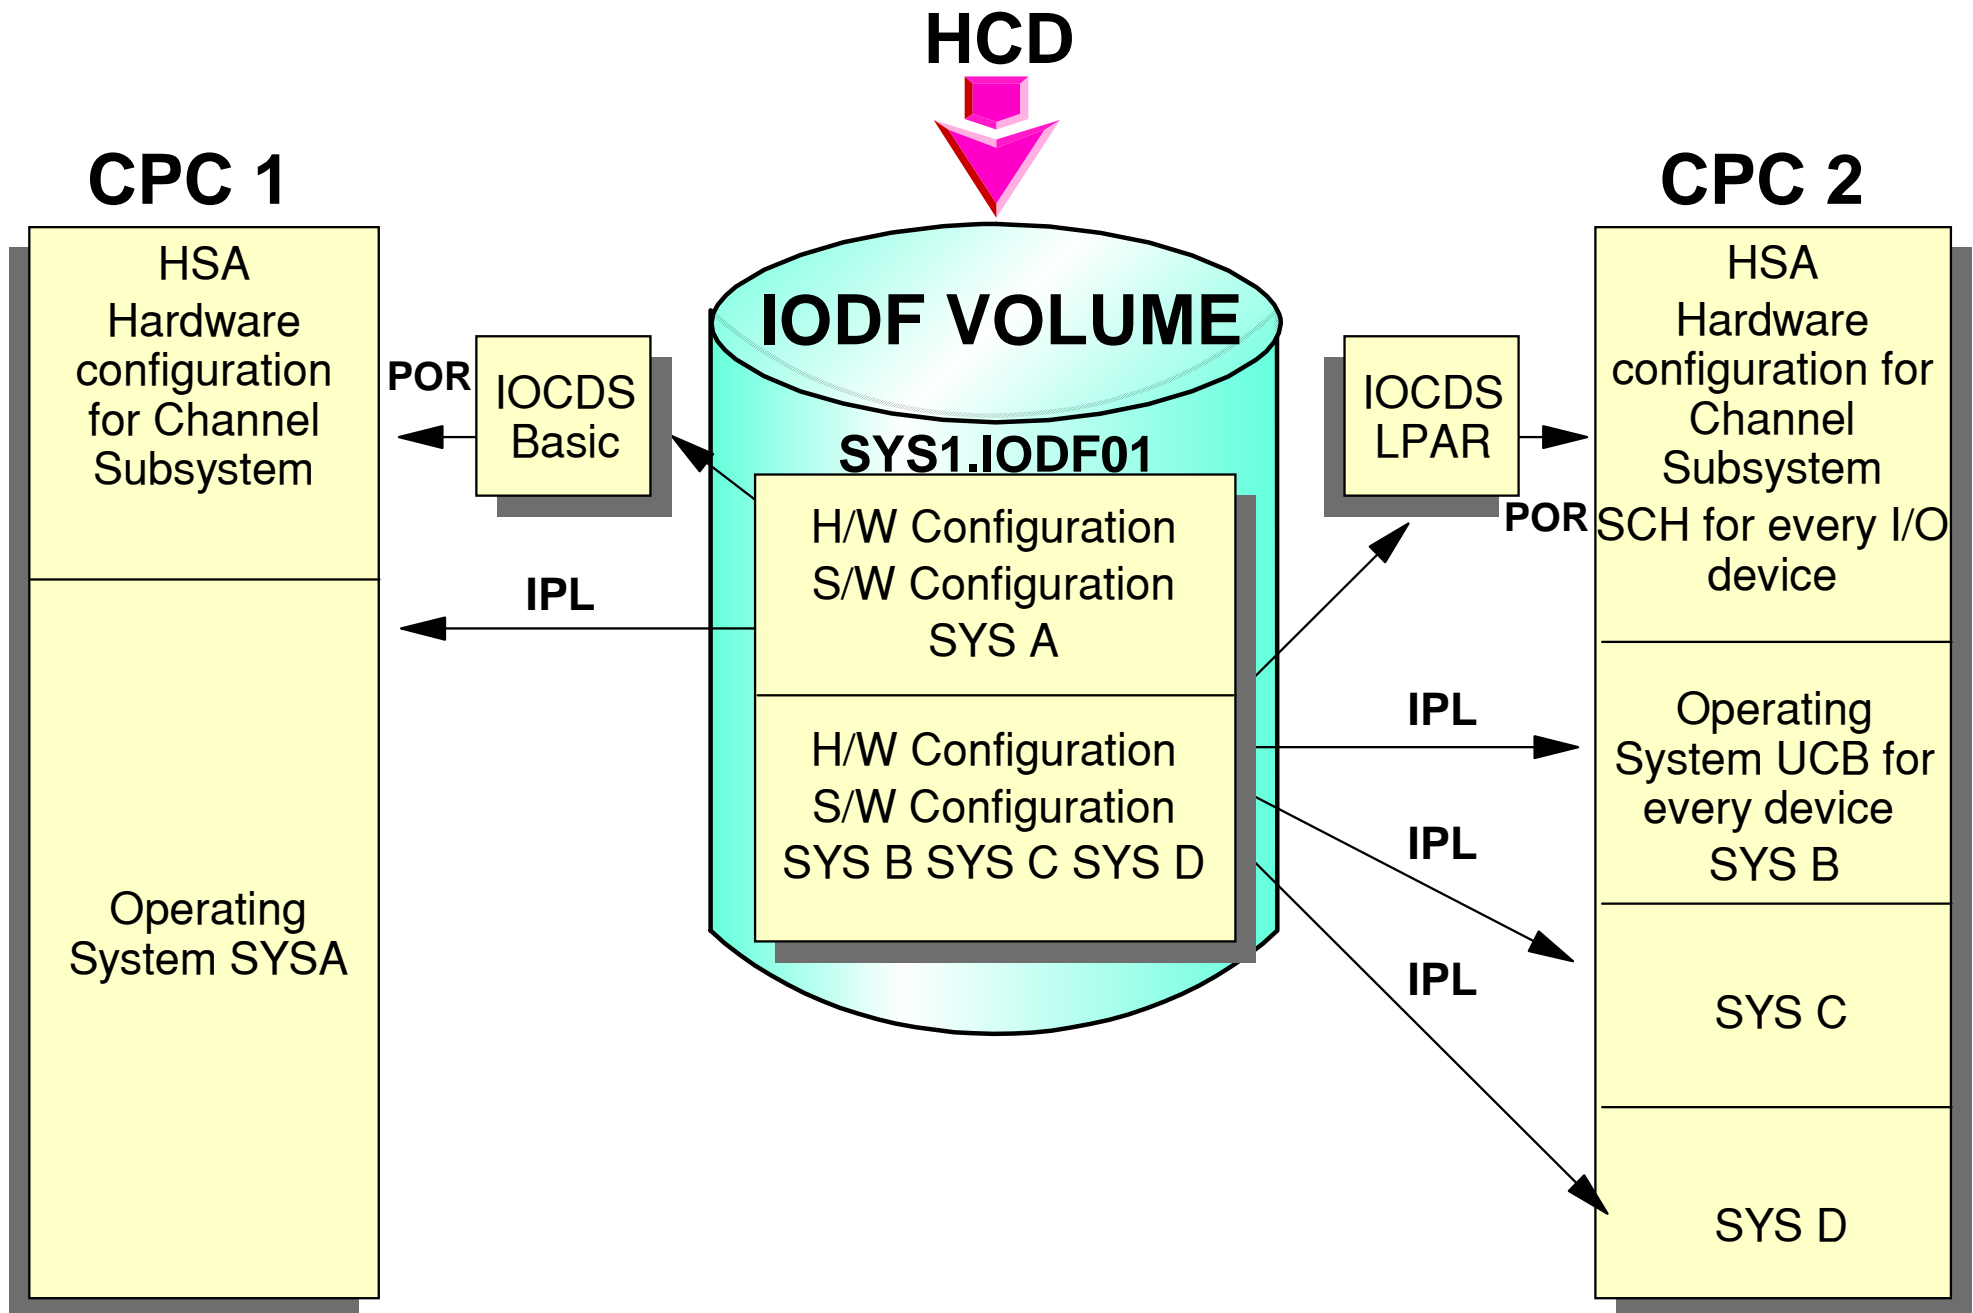 HCD
CPC 1
HSA
Hardware
configuration
for Channel
Subsystem
Operating
System SYSA
POR
IOCDS
Basic
IPL
IODF VOLUME
SYS1.IODF01
H/W Configuration
S/W Configuration
SYS A
H/W Configuration
S/W Configuration
SYS B SYS C SYS D
IOCDS
LPAR
POR
IPL
IPL
IPL
CPC 2
HSA
Hardware
configuration for
Channel
Subsystem
SCH for every I/O
device
Operating
System UCB for
every device
SYS B
SYS C
SYS D